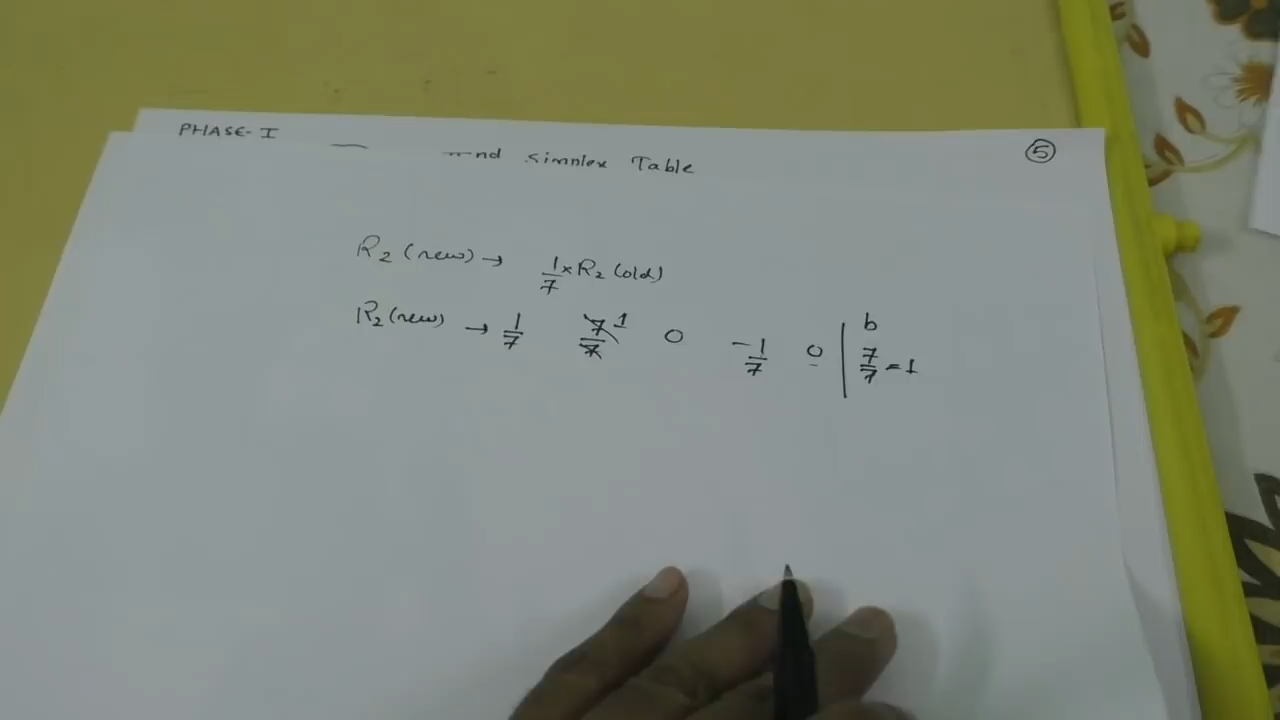 PHASE-I
Simplex Table
5
R2 (new) → 1/7 × R2 (old)
b
R2 (new) → 1/7 7/7 1 0 -1/7 0 | 7/7 = 1